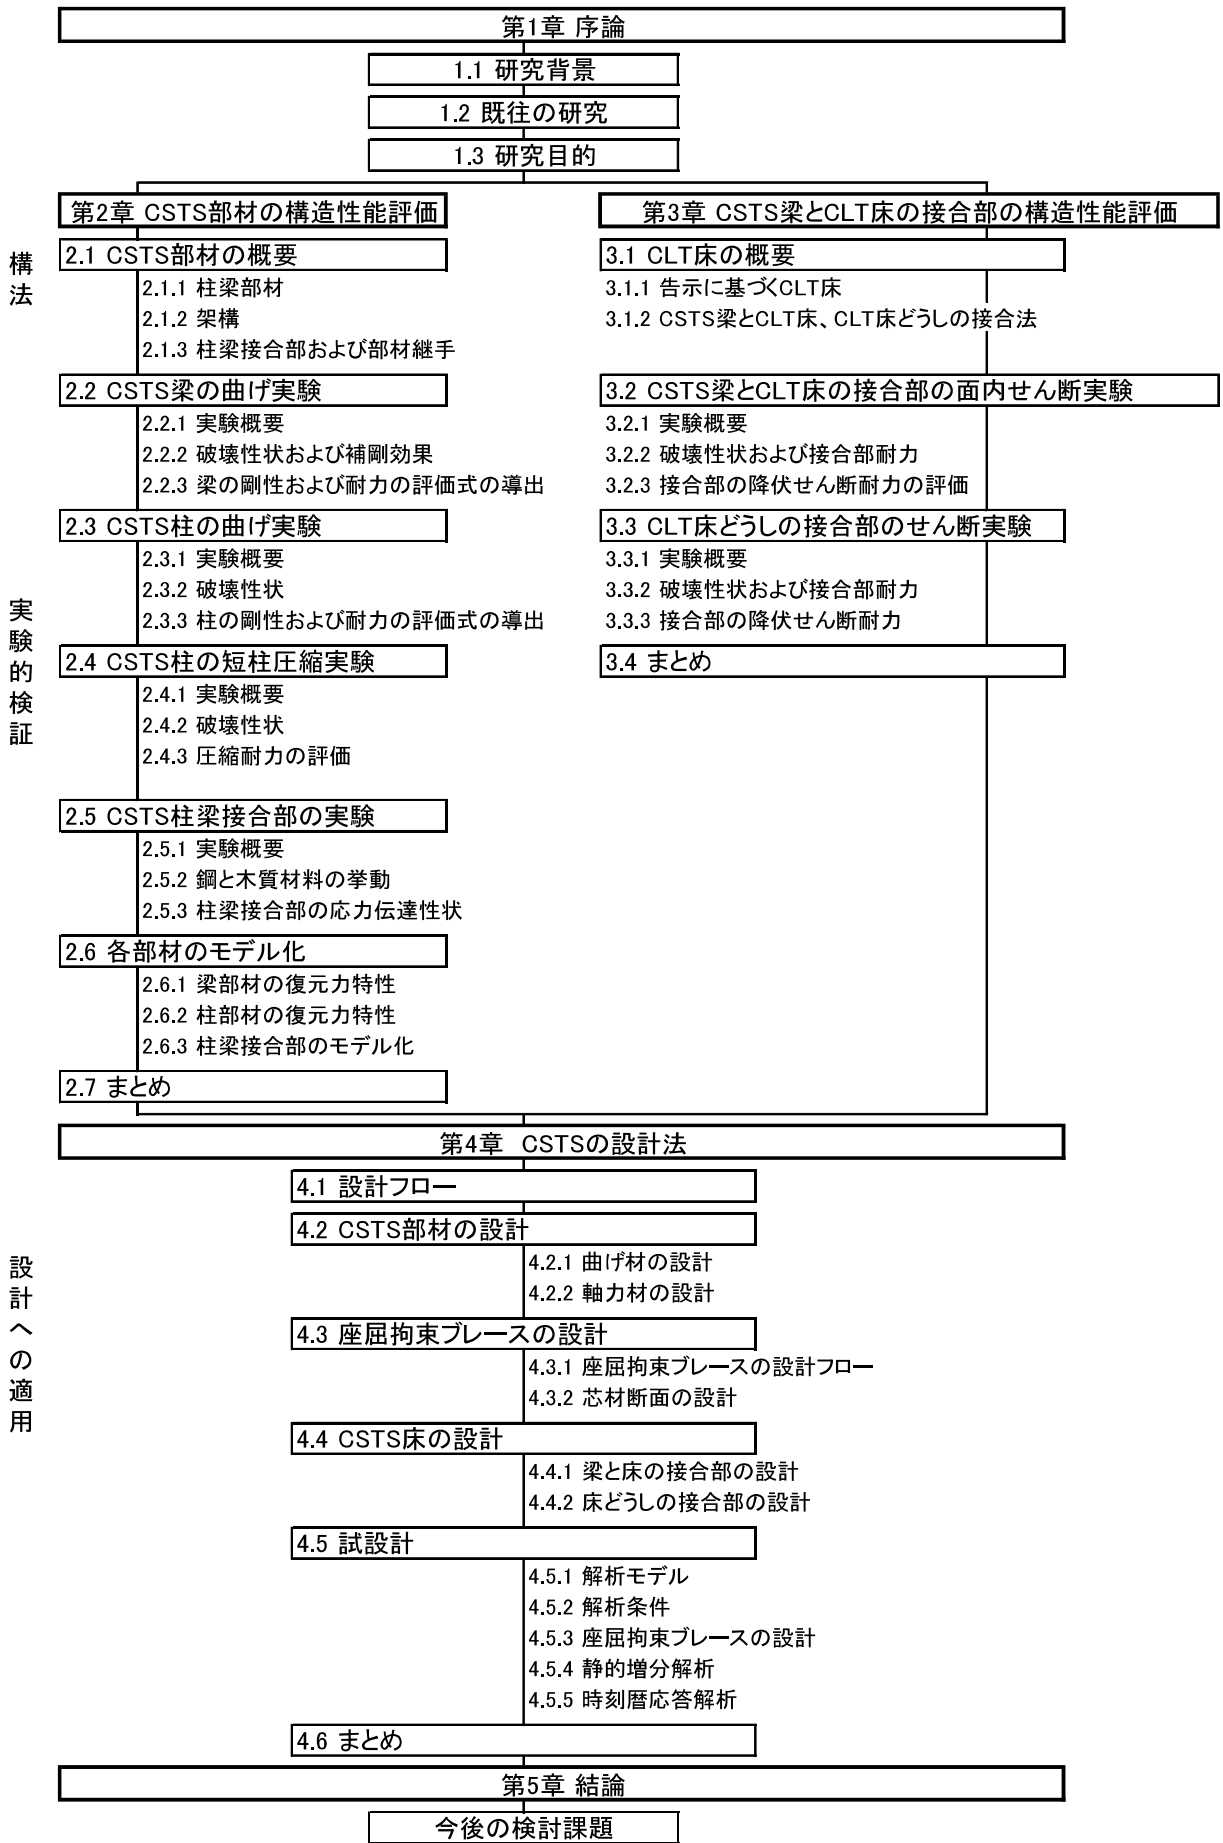 第1章 序論
1.1 研究背景
1.2 既往の研究
1.3 研究目的
構法
実験的検証
設計への適用
第2章 CSTS部材の構造性能評価
2.1 CSTS部材の概要
2.1.1 柱梁部材
2.1.2 架構
2.1.3 柱梁接合部および部材継手
2.2 CSTS梁の曲げ実験
2.2.1 実験概要
2.2.2 破壊性状および補剛効果
2.2.3 梁の剛性および耐力の評価式の導出
2.3 CSTS柱の曲げ実験
2.3.1 実験概要
2.3.2 破壊性状
2.3.3 柱の剛性および耐力の評価式の導出
2.4 CSTS柱の短柱圧縮実験
2.4.1 実験概要
2.4.2 破壊性状
2.4.3 圧縮耐力の評価
2.5 CSTS柱梁接合部の実験
2.5.1 実験概要
2.5.2 鋼と木質材料の挙動
2.5.3 柱梁接合部の応力伝達性状
2.6 各部材のモデル化
2.6.1 梁部材の復元力特性
2.6.2 柱部材の復元力特性
2.6.3 柱梁接合部のモデル化
2.7 まとめ
第3章 CSTS梁とCLT床の接合部の構造性能評価
3.1 CLT床の概要
3.1.1 告示に基づくCLT床
3.1.2 CSTS梁とCLT床、CLT床どうしの接合法
3.2 CSTS梁とCLT床の接合部の面内せん断実験
3.2.1 実験概要
3.2.2 破壊性状および接合部耐力
3.2.3 接合部の降伏せん断耐力の評価
3.3 CLT床どうしの接合部のせん断実験
3.3.1 実験概要
3.3.2 破壊性状および接合部耐力
3.3.3 接合部の降伏せん断耐力
3.4 まとめ
第4章 CSTSの設計法
4.1 設計フロー
4.2 CSTS部材の設計
4.2.1 曲げ材の設計
4.2.2 軸力材の設計
4.3 座屈拘束ブレースの設計
4.3.1 座屈拘束ブレースの設計フロー
4.3.2 芯材断面の設計
4.4 CSTS床の設計
4.4.1 梁と床の接合部の設計
4.4.2 床どうしの接合部の設計
4.5 試設計
4.5.1 解析モデル
4.5.2 解析条件
4.5.3 座屈拘束ブレースの設計
4.5.4 静的増分解析
4.5.5 時刻暦応答解析
4.6 まとめ
第5章 結論
今後の検討課題